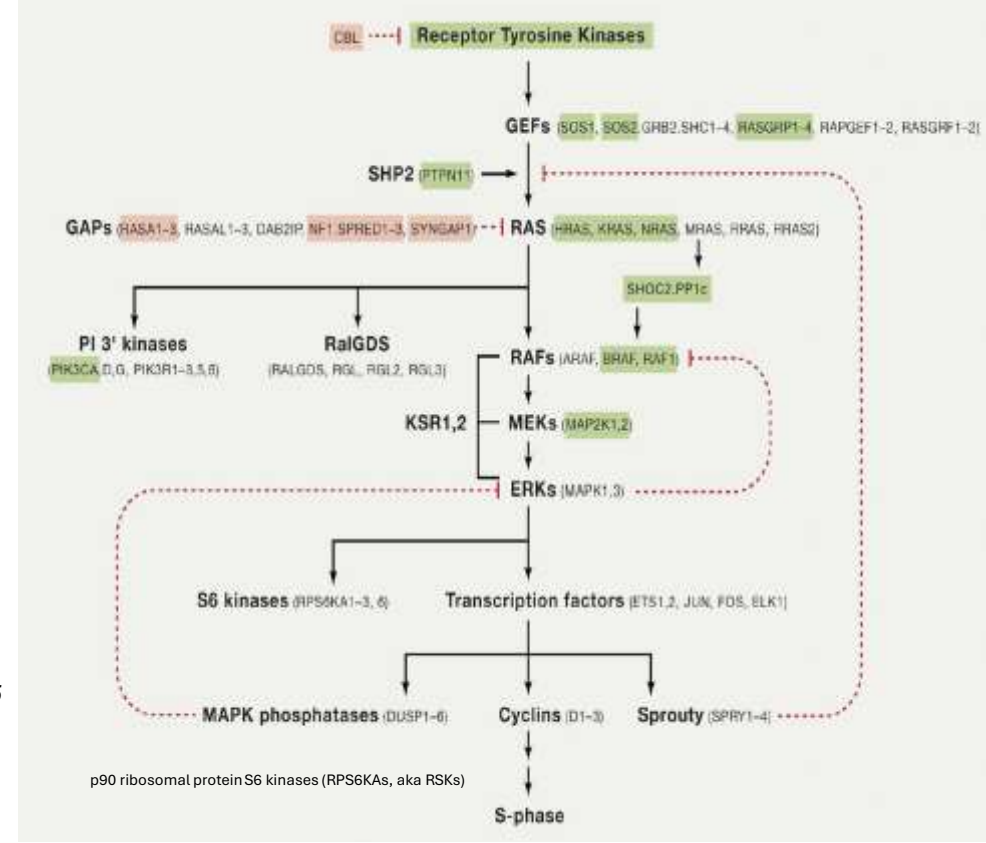 CBL Receptor Tyrosine Kinases
GEFs (SOS1, SOS2,GRB2,SHC1–4, RASGRP1–4, RAPGEF1–2, RASGRF1–2)
SHP2 (PTPN11)
GAPs (RASA1–3, RASAL1–3, DAB2IP, NF1 SPRED1–3, SYNGAP1) RAS (HRAS, KRAS, NRAS, MRAS, RRAS, RRAS2)
SHOC2.PP1c
PI 3' kinases RalGDS RAFs (ARAF, BRAF, RAF1)
(PIK3CA,D,G, PIK3R1–3,5,6) (RALGDS, RGL, RGL2, RGL3)
KSR1,2 MEKs (MAP2K1,2)
ERKs (MAPK1,3)
S6 kinases (RPS6KA1–3, 6) Transcription factors (ETS1,2, JUN, FOS, ELK1)
MAPK phosphatases (DUSP1–6) Cyclins (D1–3) Sprouty (SPRY1–4)
p90 ribosomal protein S6 kinases (RPS6KAs, aka RSKs)
S-phase